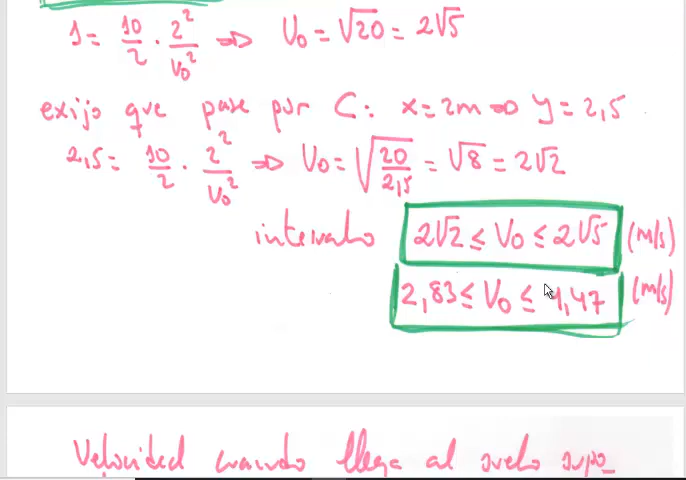 1 = 10/2 · 2²/V₀² => V₀ = √20 = 2√5
exijo que pase por C: x = 2m => y = 2,5
2,5 = 10/2 · 2²/V₀² => V₀ = √(20/2,5) = √8 = 2√2
intervalo 2√2 ≤ V₀ ≤ 2√5 (m/s)
2,83 ≤ V₀ ≤ 4,47 (m/s)
Velocidad cuando llega al suelo supo